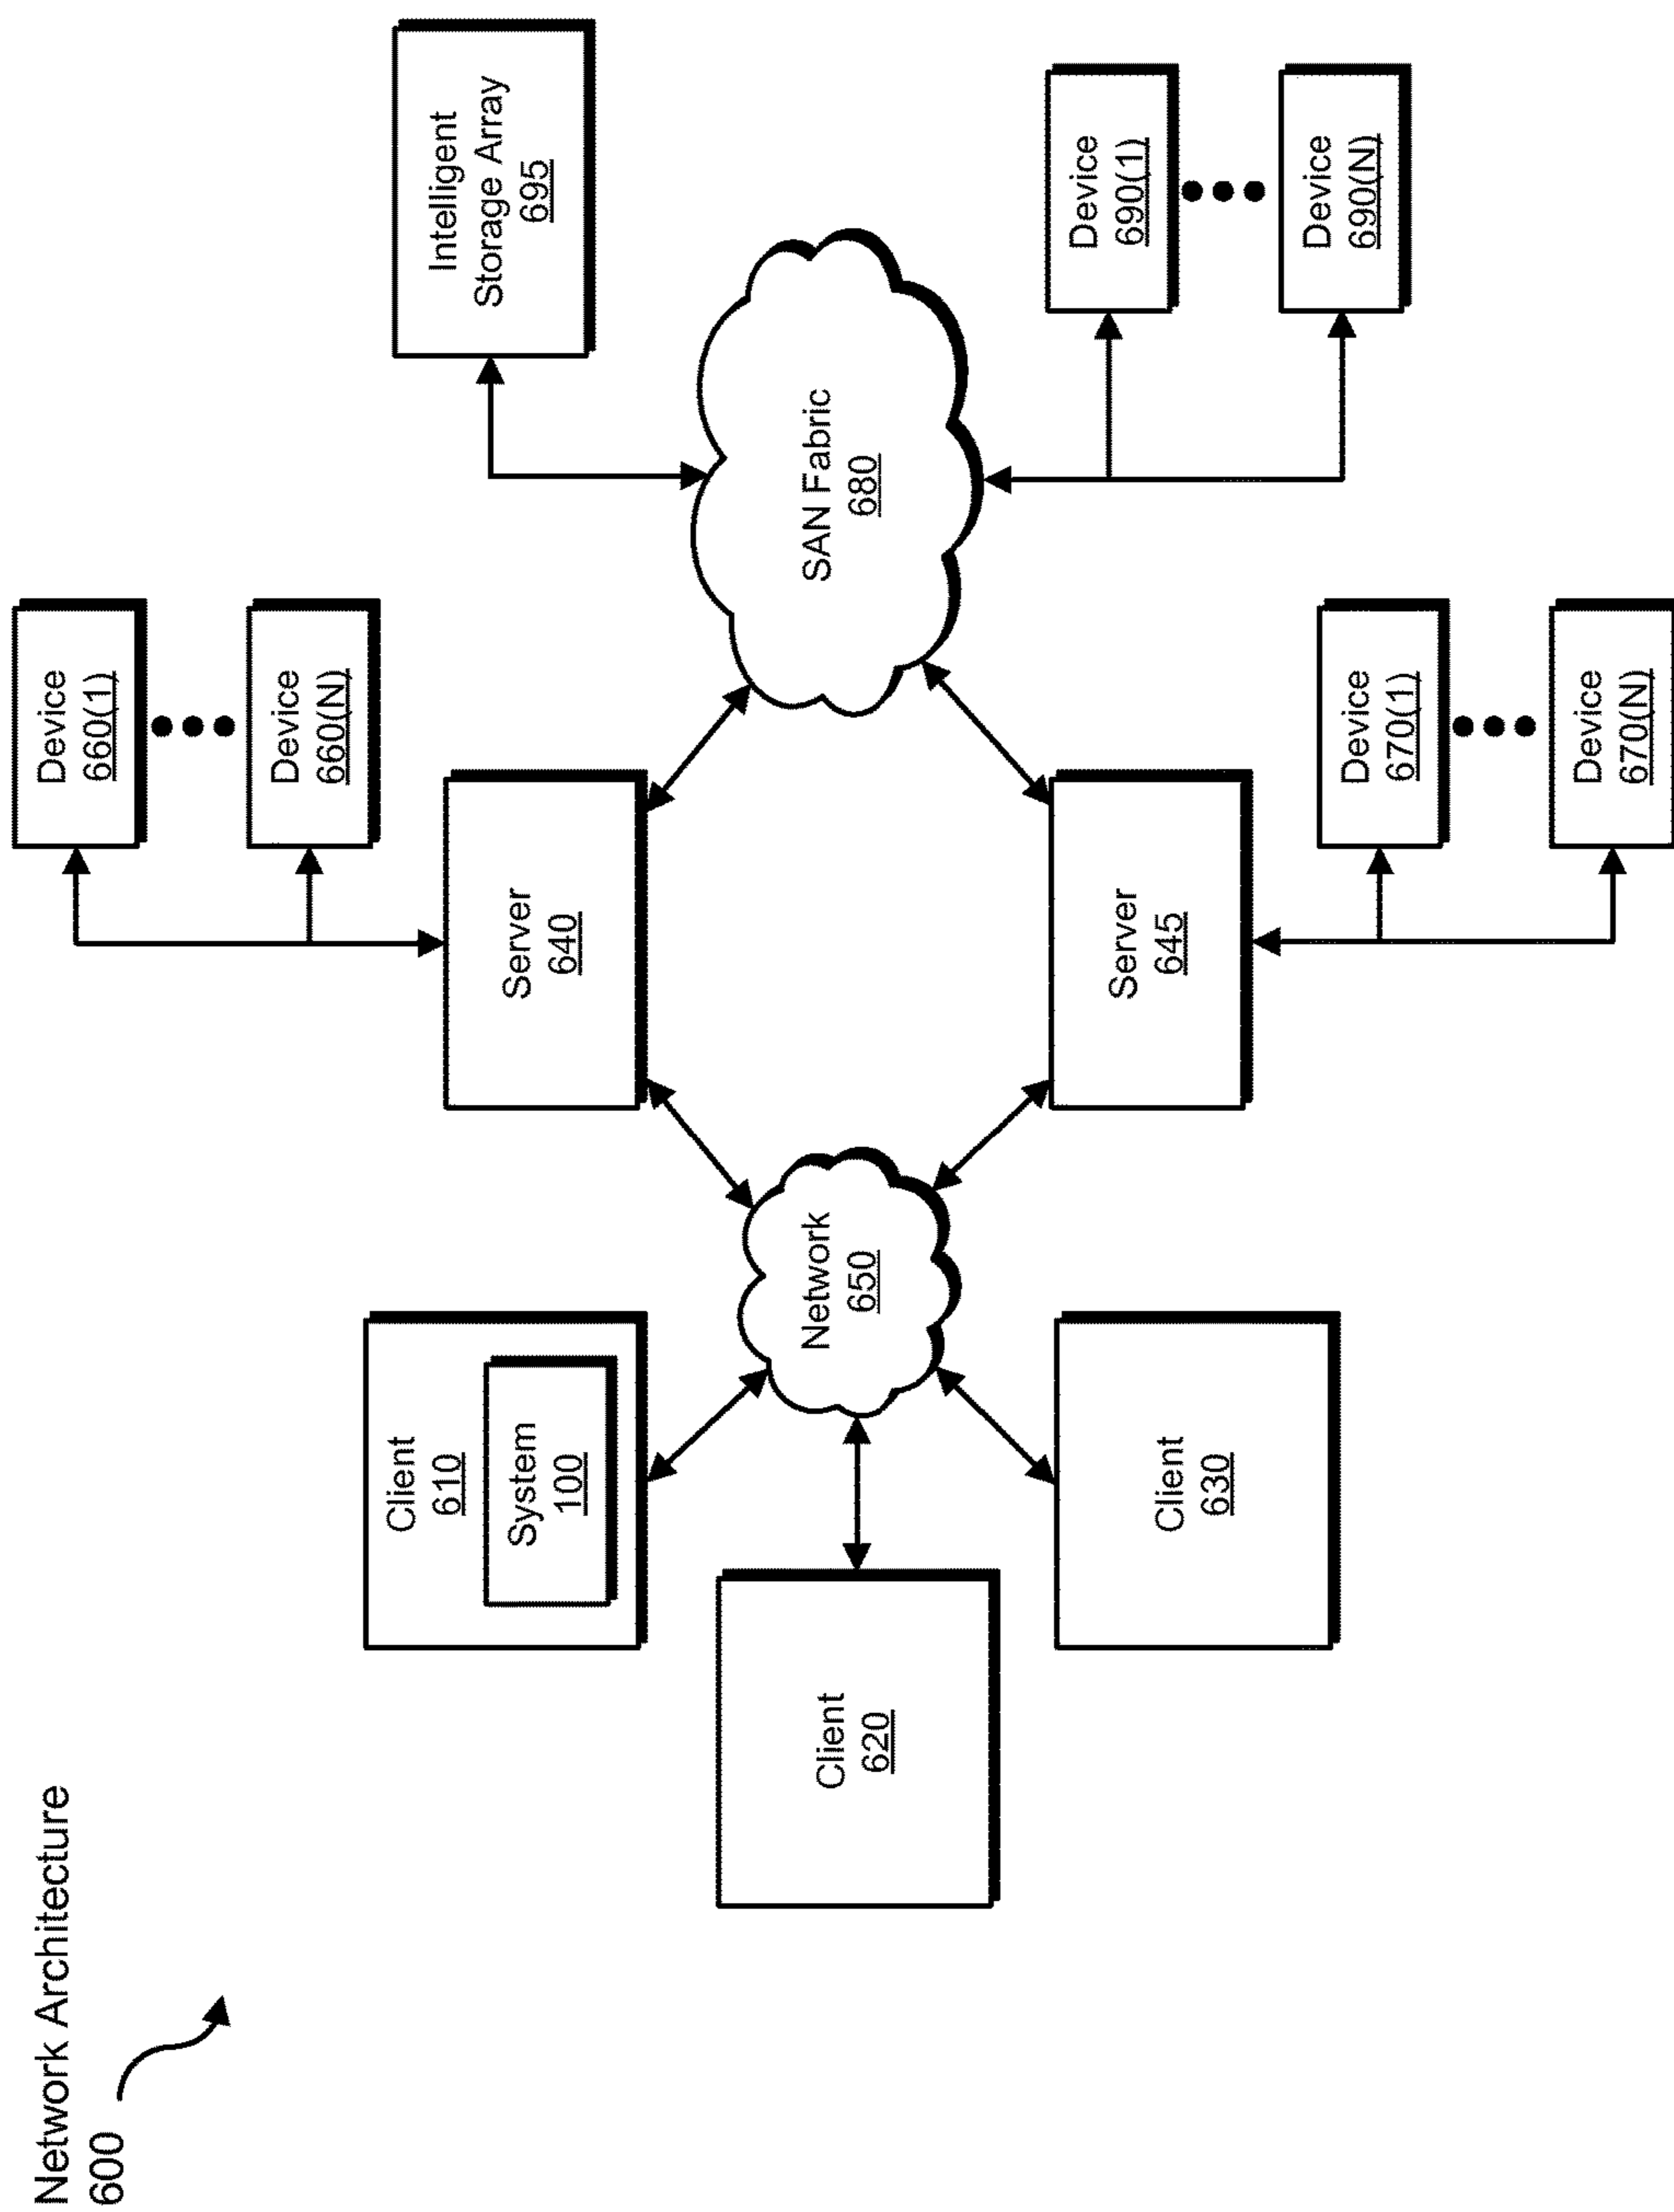 Network Architecture
600
Client
610
System
100
Client
620
Client
630
Network
650
Server
640
Server
645
Device
660(1)
Device
660(N)
Device
670(1)
Device
670(N)
SAN Fabric
680
Intelligent
Storage Array
695
Device
690(1)
Device
690(N)